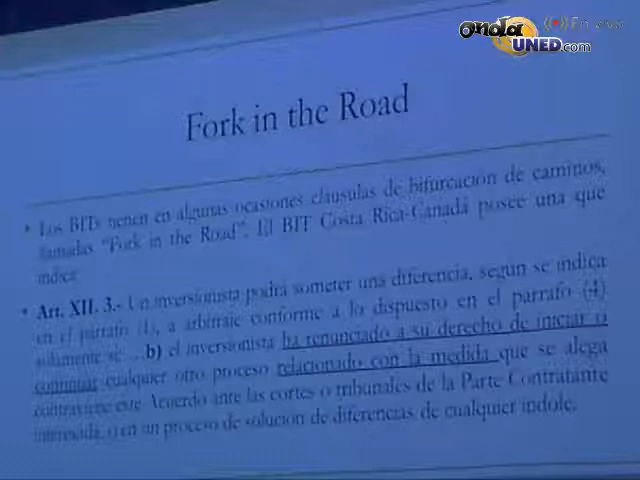 onda UNED.com
En vivo
Fork in the Road
• Los BITs tienen en algunas ocasiones cláusulas de bifurcación de caminos,
llamadas "Fork in the Road". El BIT Costa Rica-Canadá posee una que
indica:
• Art. XII. 3.- Un inversionista podrá someter una diferencia, según se indica
en el párrafo (1), a arbitraje conforme a lo dispuesto en el párrafo (4)
solamente si: ...b) el inversionista ha renunciado a su derecho de iniciar o
continuar cualquier otro proceso relacionado con la medida que se alega
contraviene este Acuerdo ante las cortes o tribunales de la Parte Contratante
interesada, o en un proceso de solución de diferencias de cualquier índole.